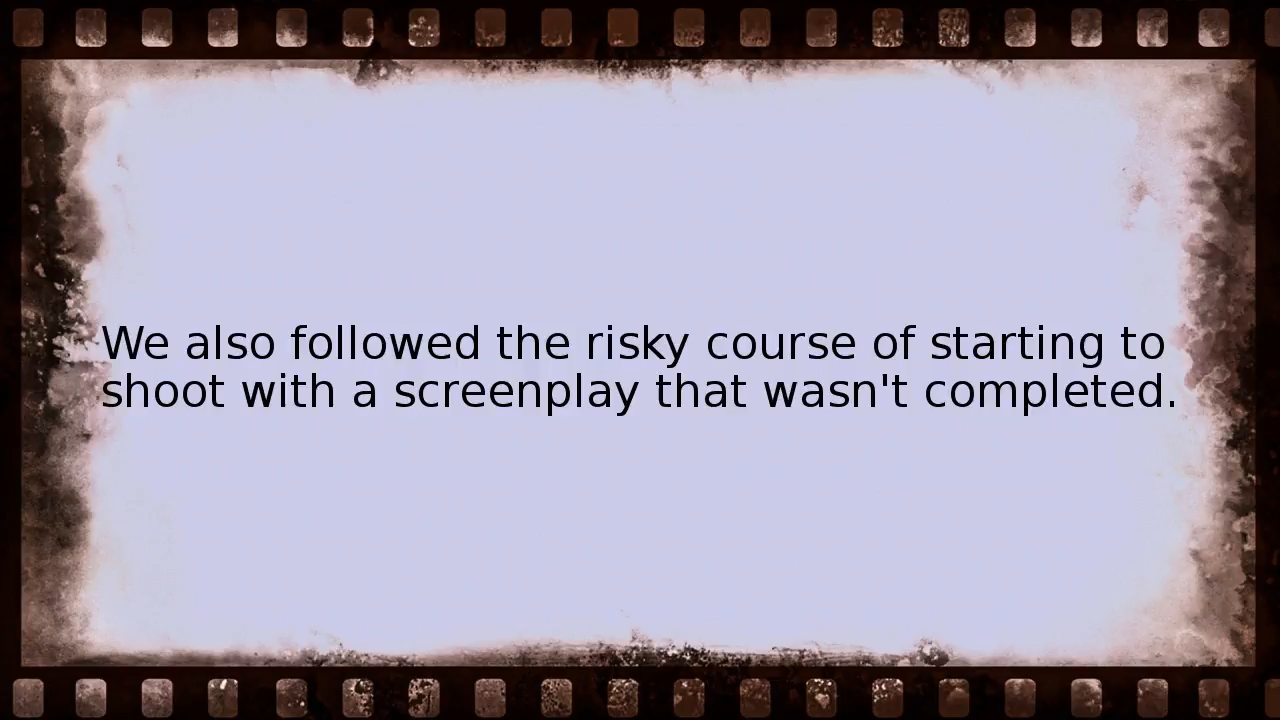 We also followed the risky course of starting to
shoot with a screenplay that wasn't completed.